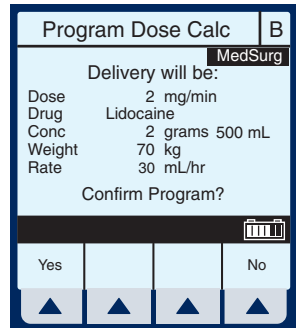 Program Dose Calc B
MedSurg
Delivery will be:
Dose 2 mg/min
Drug Lidocaine
Conc 2 grams 500 mL
Weight 70 kg
Rate 30 mL/hr
Confirm Program?
Yes No